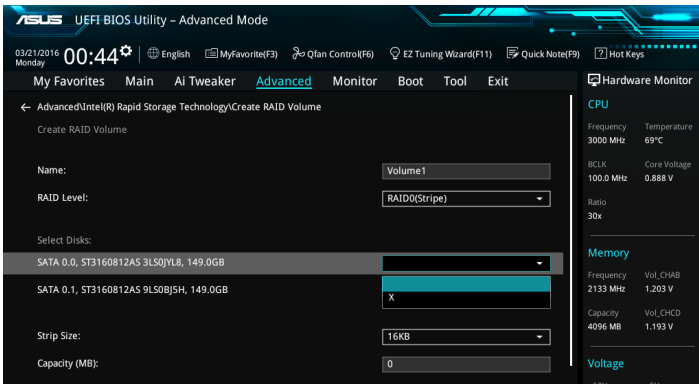 ASUS UEFI BIOS Utility – Advanced Mode
03/21/2016 Monday 00:44 English MyFavorite(F3) Qfan Control(F6) EZ Tuning Wizard(F11) Quick Note(F9) ? Hot Keys
My Favorites Main Ai Tweaker Advanced Monitor Boot Tool Exit
Hardware Monitor
← Advanced\Intel(R) Rapid Storage Technology\Create RAID Volume
Create RAID Volume
Name: Volume1
RAID Level: RAID0(Stripe)
Select Disks:
SATA 0.0, ST3160812AS 3LS0JYL8, 149.0GB
X
SATA 0.1, ST3160812AS 9LS0BJ5H, 149.0GB
Strip Size: 16KB
Capacity (MB): 0
CPU
Frequency Temperature
3000 MHz 69°C
BCLK Core Voltage
100.0 MHz 0.888 V
Ratio
30x
Memory
Frequency Vol_CHAB
2133 MHz 1.203 V
Capacity Vol_CHCD
4096 MB 1.193 V
Voltage